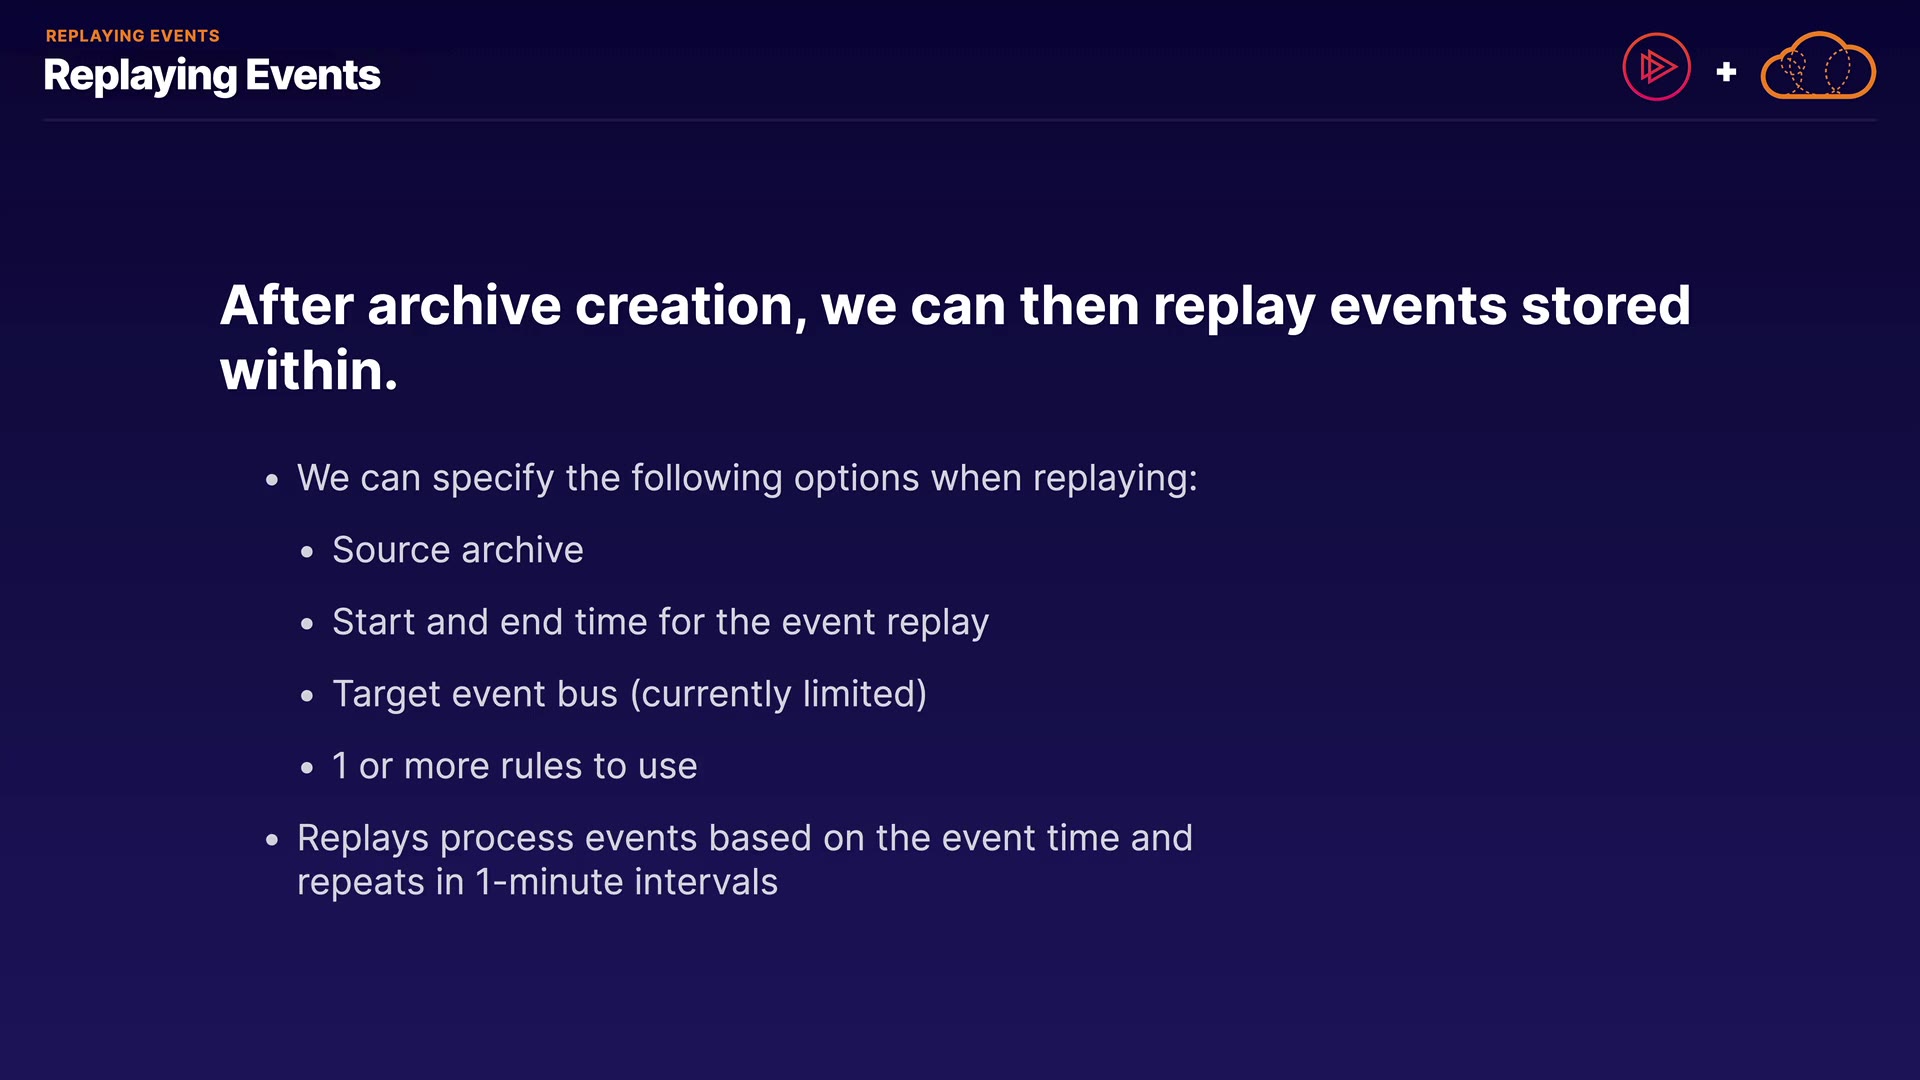 REPLAYING EVENTS
Replaying Events
+
After archive creation, we can then replay events stored
within.
• We can specify the following options when replaying:
• Source archive
• Start and end time for the event replay
• Target event bus (currently limited)
• 1 or more rules to use
• Replays process events based on the event time and
repeats in 1-minute intervals